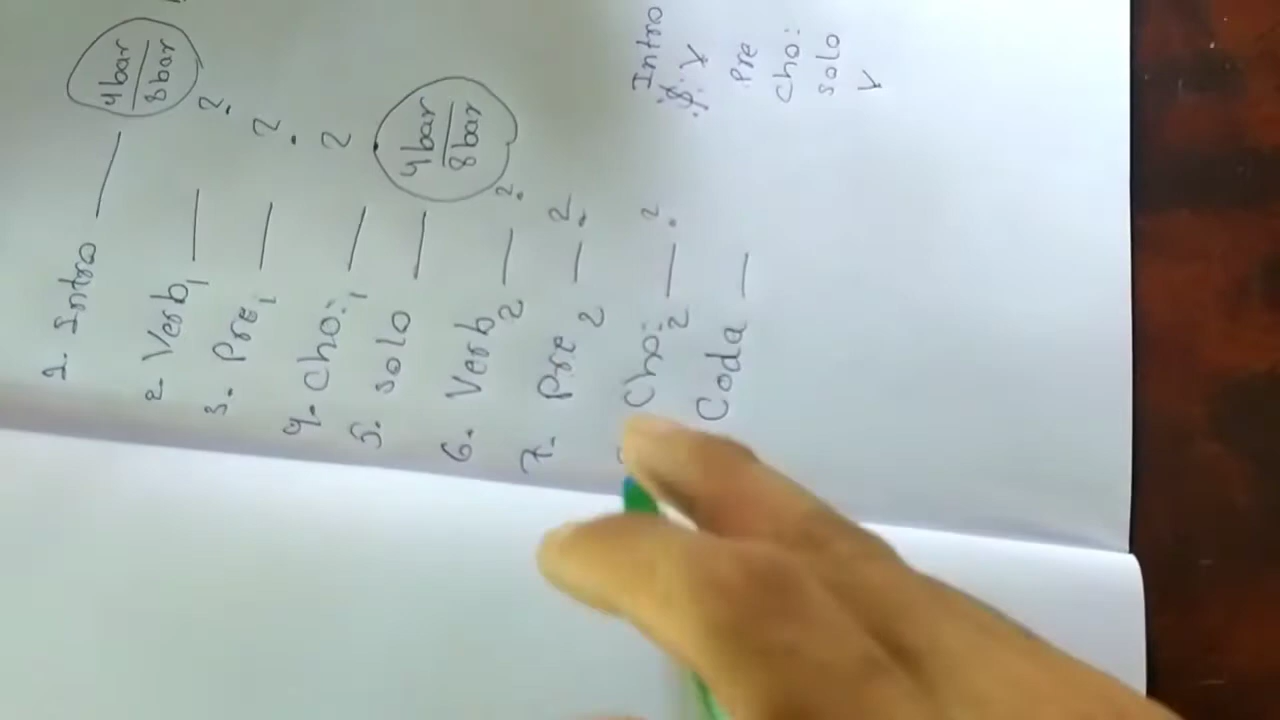 1. Intro — 4bar/8bar
2 Verb1 — ?
3. Pre1 — ?
4. Cho:1 — 2
5. Solo — 4bar/8bar
6. Verb2 — ?
7. Pre2 — ?
Cho:2 — ?
Coda —
Intro
V
Pre
Cho:
Solo
V